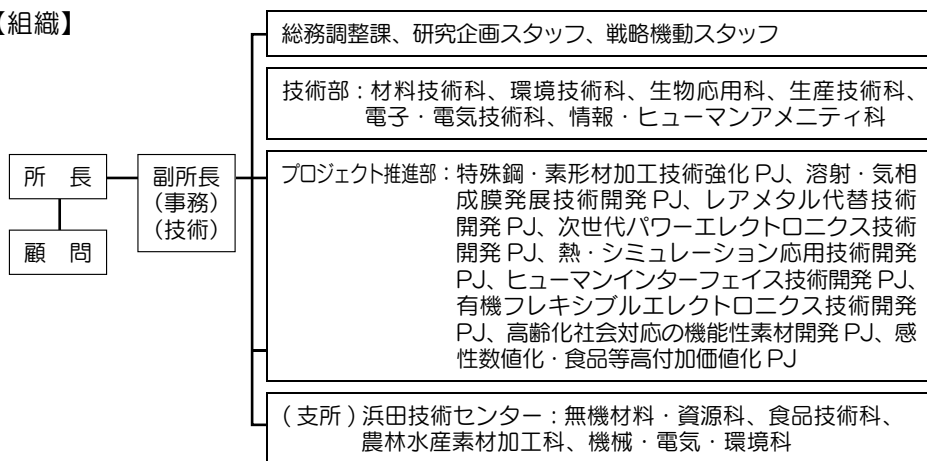 【組織】
総務調整課、研究企画スタッフ、戦略機動スタッフ
技術部：材料技術科、環境技術科、生物応用科、生産技術科、
電子・電気技術科、情報・ヒューマンアメニティ科
所　長
副所長
（事務）
（技術）
顧　問
プロジェクト推進部：特殊鋼・素形材加工技術強化 PJ、溶射・気相
成膜発展技術開発 PJ、レアメタル代替技術
開発 PJ、次世代パワーエレクトロニクス技術
開発 PJ、熱・シミュレーション応用技術開発
PJ、ヒューマンインターフェイス技術開発 PJ、
有機フレキシブルエレクトロニクス技術開発
PJ、高齢化社会対応の機能性素材開発 PJ、感
性数値化・食品等高付加価値化 PJ
( 支所 ) 浜田技術センター：無機材料・資源科、食品技術科、
農林水産素材加工科、機械・電気・環境科